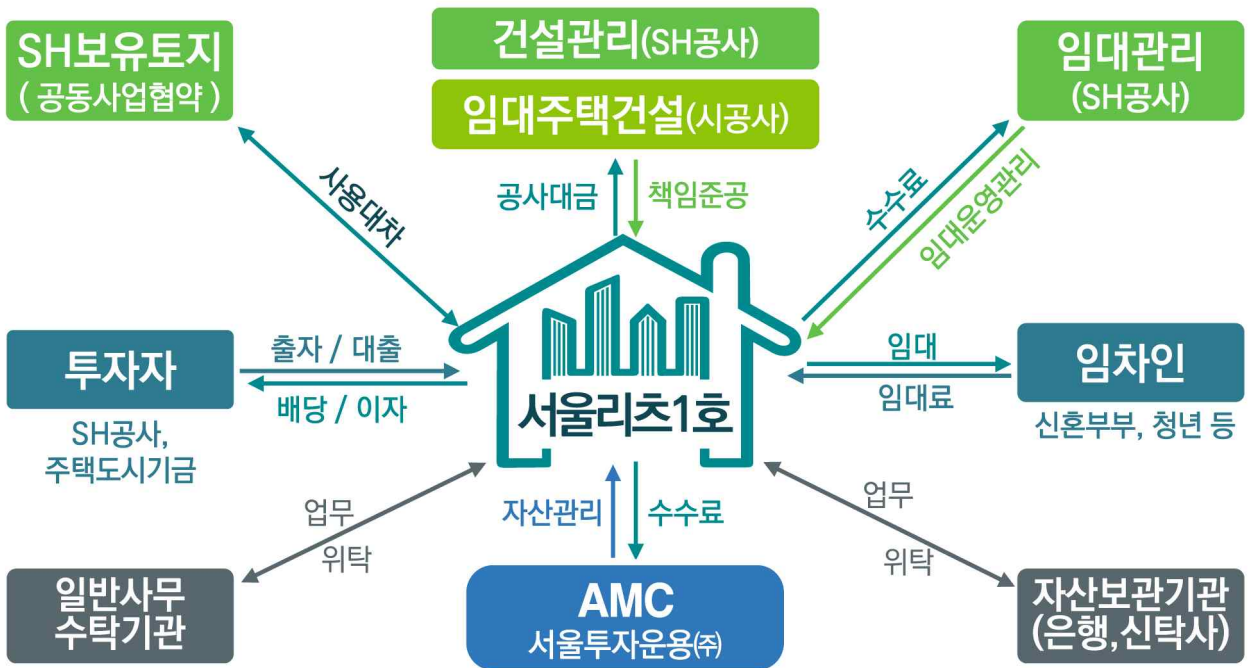 SH보유토지
( 공동사업협약 )
건설관리(SH공사)
임대주택건설(시공사)
임대관리
(SH공사)
사용대차
공사대금
책임준공
수수료
임대운영관리
투자자
SH공사,
주택도시기금
출자 / 대출
배당 / 이자
서울리츠1호
임대
임대료
임차인
신혼부부, 청년 등
업무
위탁
자산관리
수수료
업무
위탁
일반사무
수탁기관
AMC
서울투자운용㈜
자산보관기관
(은행,신탁사)